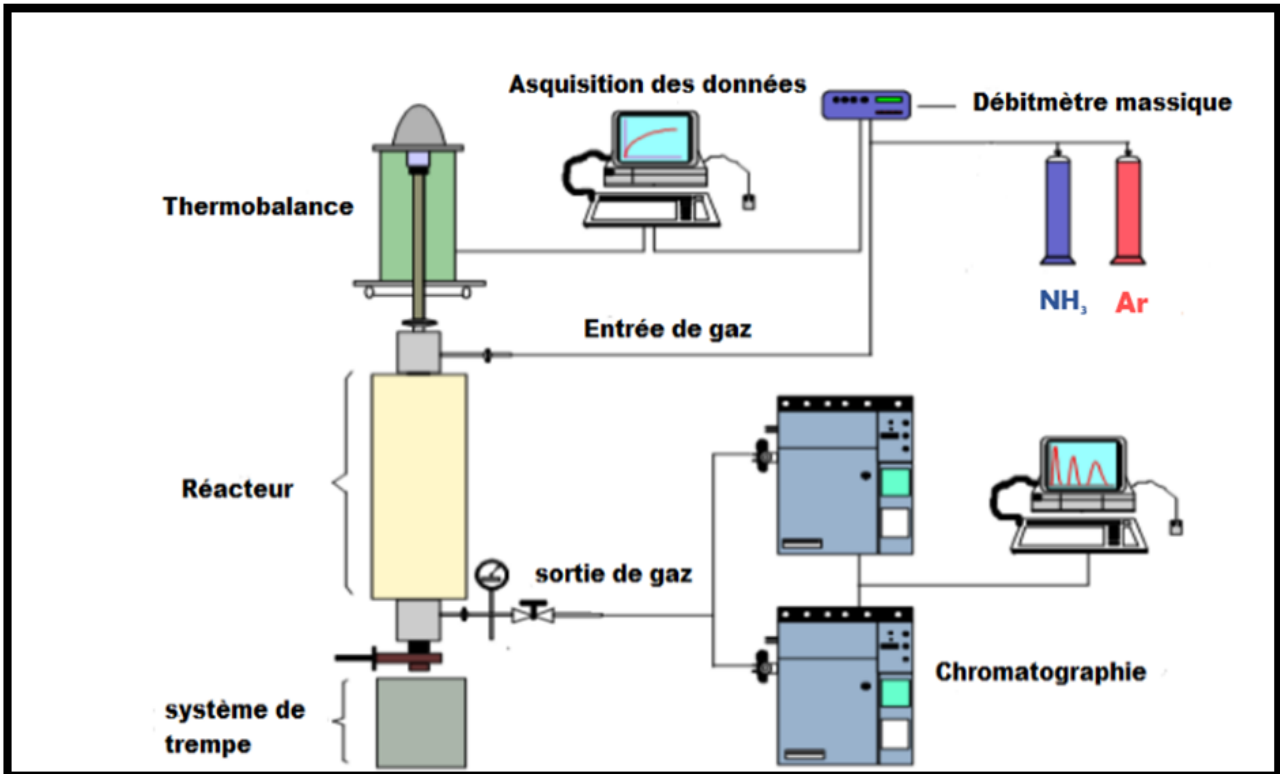 Asquisition des données
Débitmètre massique
Thermobalance
NH₃ Ar
Entrée de gaz
Réacteur
sortie de gaz
Chromatographie
système de
trempe